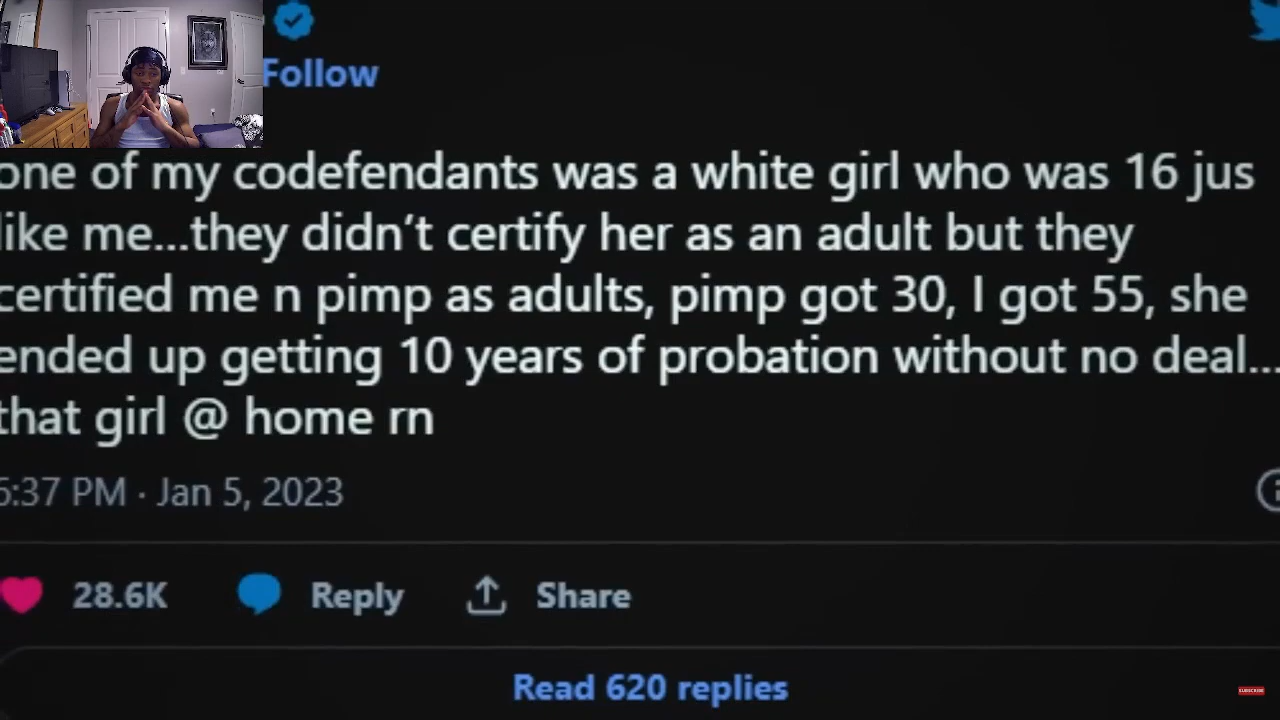 Follow
one of my codefendants was a white girl who was 16 jus
like me...they didn’t certify her as an adult but they
certified me n pimp as adults, pimp got 30, I got 55, she
ended up getting 10 years of probation without no deal...
that girl @ home rn
6:37 PM · Jan 5, 2023
28.6K Reply Share
Read 620 replies
SUBSCRIBE